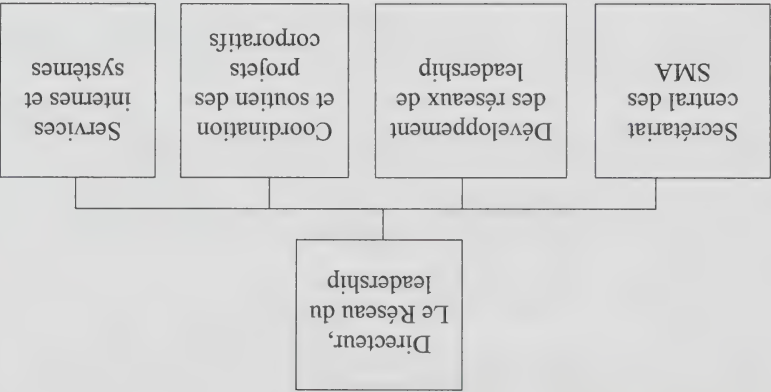 Directeur,
Le Réseau du
leadership
Secrétariat
central des
SMA
Développement
des réseaux de
leadership
Coordination
et soutien des
projets
corporatifs
Services
internes et
systèmes